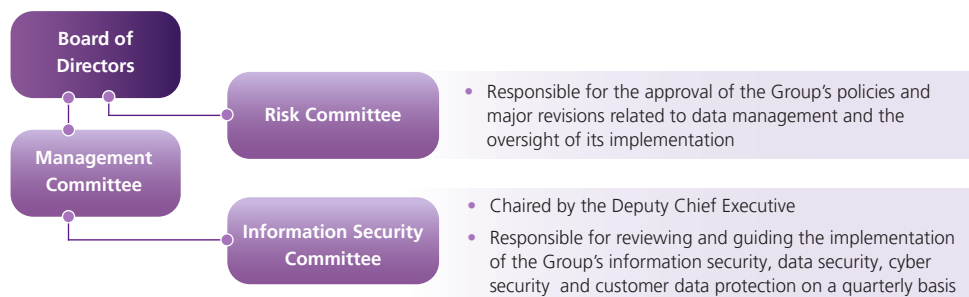 Board of
Directors
Risk Committee
• Responsible for the approval of the Group's policies and
major revisions related to data management and the
oversight of its implementation
Management
Committee
Information Security
Committee
• Chaired by the Deputy Chief Executive
• Responsible for reviewing and guiding the implementation
of the Group's information security, data security, cyber
security and customer data protection on a quarterly basis